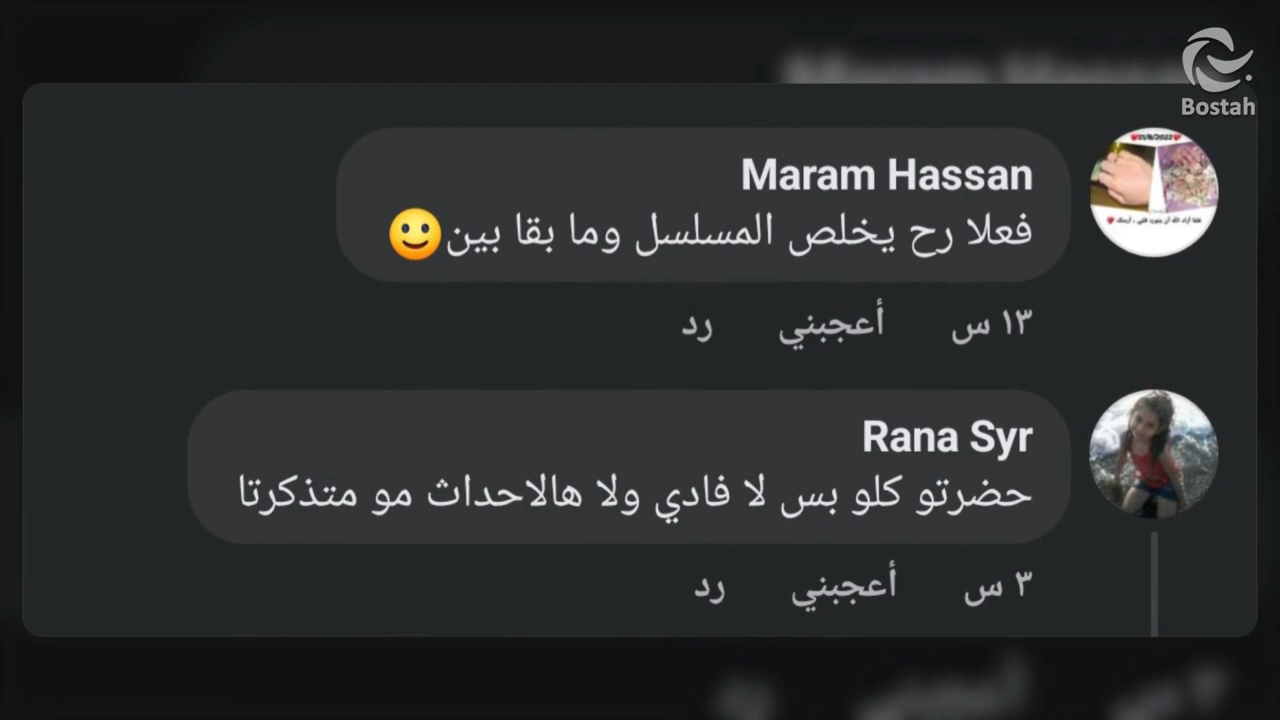 Bostah
Maram Hassan
فعلا رح يخلص المسلسل وما بقا بين🙂
١٣ س أعجبني رد
Rana Syr
حضرتو كلو بس لا فادي ولا هالاحداث مو متذكرتا
٣ س أعجبني رد